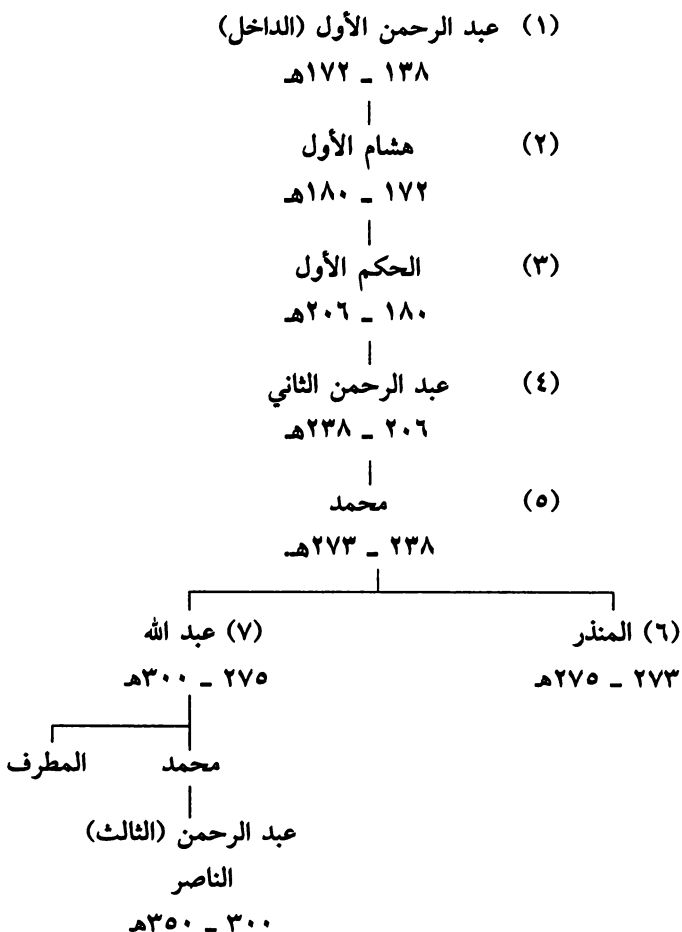 (١) عبد الرحمن الأول (الداخل)
١٣٨ ـ ١٧٢هـ
(٢) هشام الأول
١٧٢ ـ ١٨٠هـ
(٣) الحكم الأول
١٨٠ ـ ٢٠٦هـ
(٤) عبد الرحمن الثاني
٢٠٦ ـ ٢٣٨هـ
(٥) محمد
٢٣٨ ـ ٢٧٣هـ.
(٦) المنذر (٧) عبد الله
٢٧٣ ـ ٢٧٥هـ ٢٧٥ ـ ٣٠٠هـ
محمد المطرف
عبد الرحمن (الثالث)
الناصر
٣٠٠ ـ ٣٥٠هـ